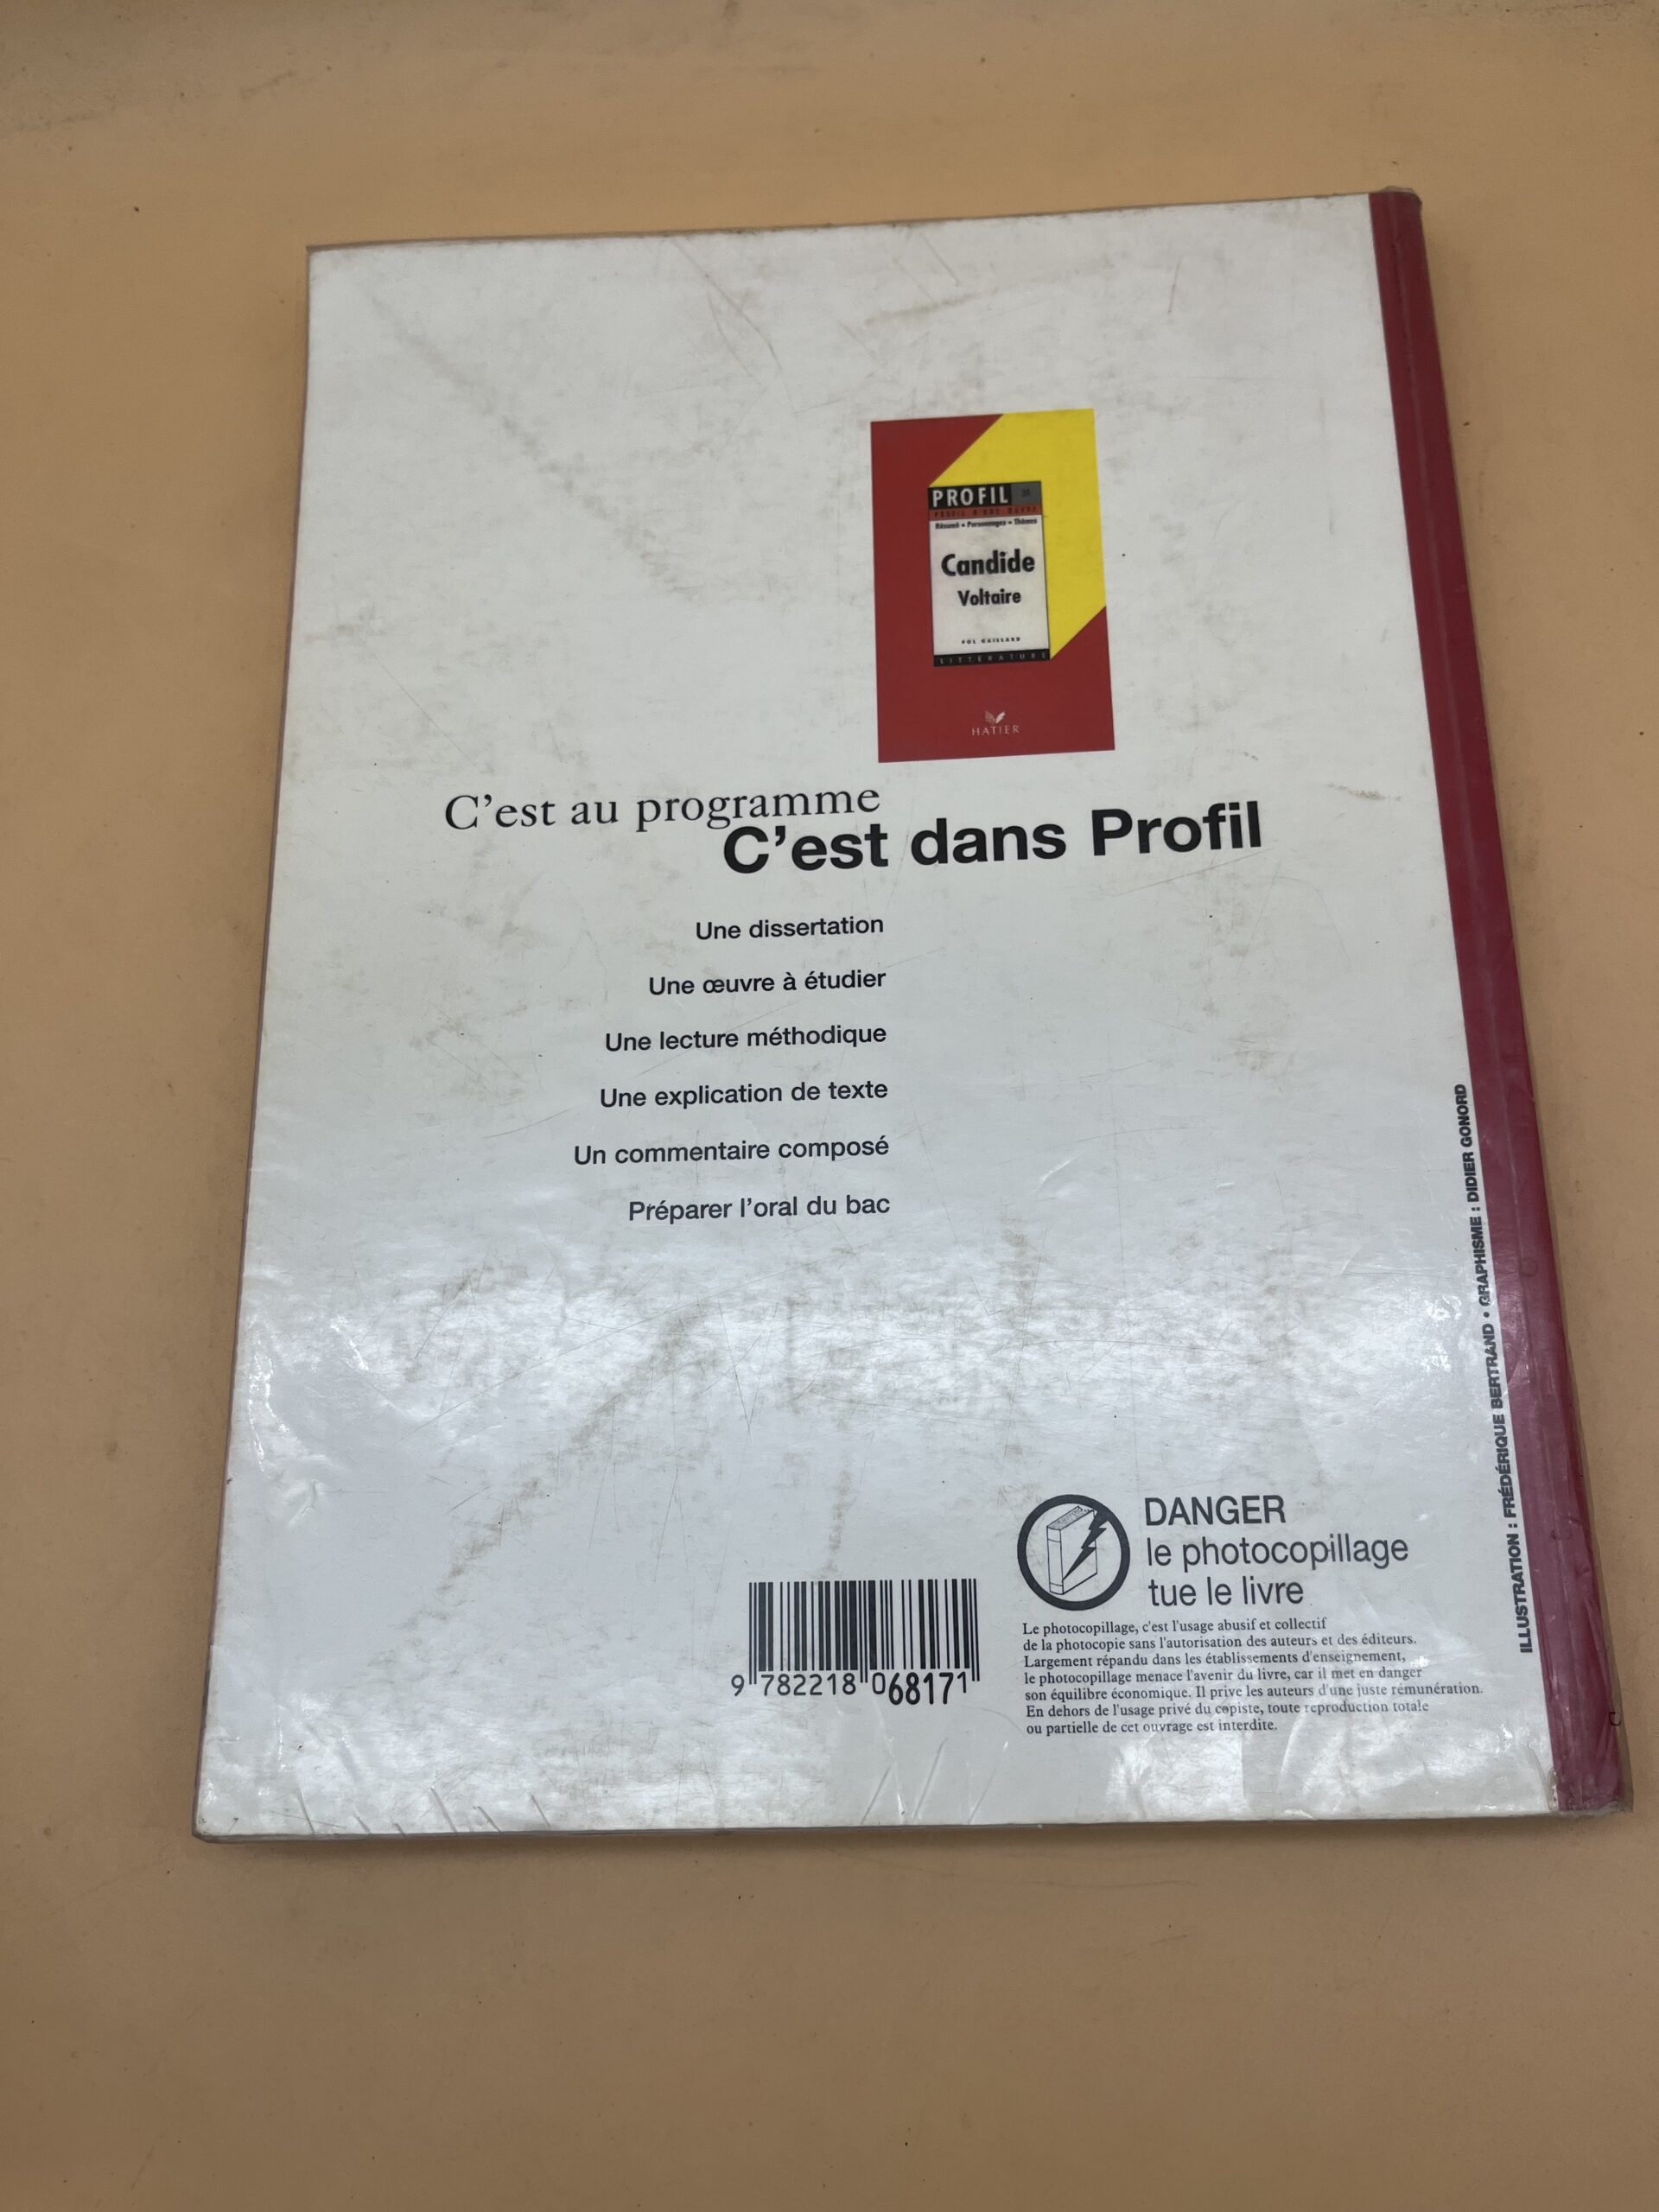 PROFIL
PROFIL D'UNE ŒUVRE
Résumé • Personnages • Thèmes
Candide
Voltaire
POL GAILLARD
LITTÉRATURE
HATIER
C'est au programme
C'est dans Profil
Une dissertation
Une œuvre à étudier
Une lecture méthodique
Une explication de texte
Un commentaire composé
Préparer l'oral du bac
ILLUSTRATION : FRÉDÉRIQUE BERTRAND • GRAPHISME : DIDIER GONORD
DANGER
le photocopillage
tue le livre
Le photocopillage, c'est l'usage abusif et collectif
de la photocopie sans l'autorisation des auteurs et des éditeurs.
Largement répandu dans les établissements d'enseignement,
le photocopillage menace l'avenir du livre, car il met en danger
son équilibre économique. Il prive les auteurs d'une juste rémunération.
En dehors de l'usage privé du copiste, toute reproduction totale
ou partielle de cet ouvrage est interdite.
9 782218 068171